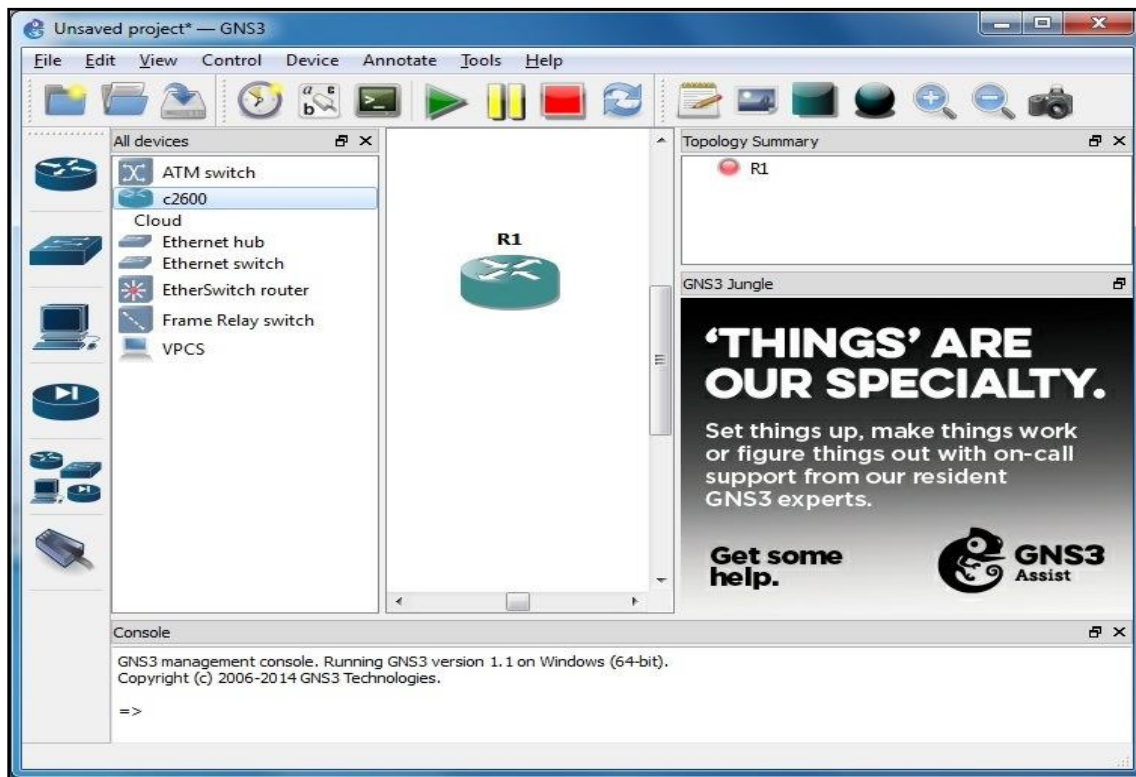 Unsaved project* — GNS3
File Edit View Control Device Annotate Tools Help
All devices
ATM switch
c2600
Cloud
Ethernet hub
Ethernet switch
EtherSwitch router
Frame Relay switch
VPCS
R1
Topology Summary
R1
GNS3 Jungle
‘THINGS’ ARE
OUR SPECIALTY.
Set things up, make things work
or figure things out with on-call
support from our resident
GNS3 experts.
Get some
help.
GNS3
Assist
Console
GNS3 management console. Running GNS3 version 1.1 on Windows (64-bit).
Copyright (c) 2006-2014 GNS3 Technologies.
=>